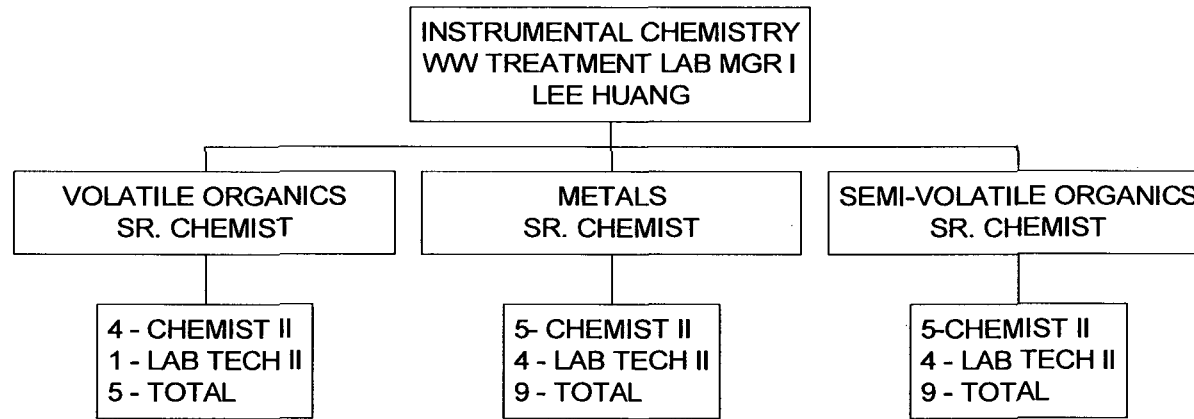 INSTRUMENTAL CHEMISTRY
WW TREATMENT LAB MGR I
LEE HUANG
VOLATILE ORGANICS
SR. CHEMIST
METALS
SR. CHEMIST
SEMI-VOLATILE ORGANICS
SR. CHEMIST
4 - CHEMIST II
1 - LAB TECH II
5 - TOTAL
5- CHEMIST II
4 - LAB TECH II
9 - TOTAL
5-CHEMIST II
4 - LAB TECH II
9 - TOTAL